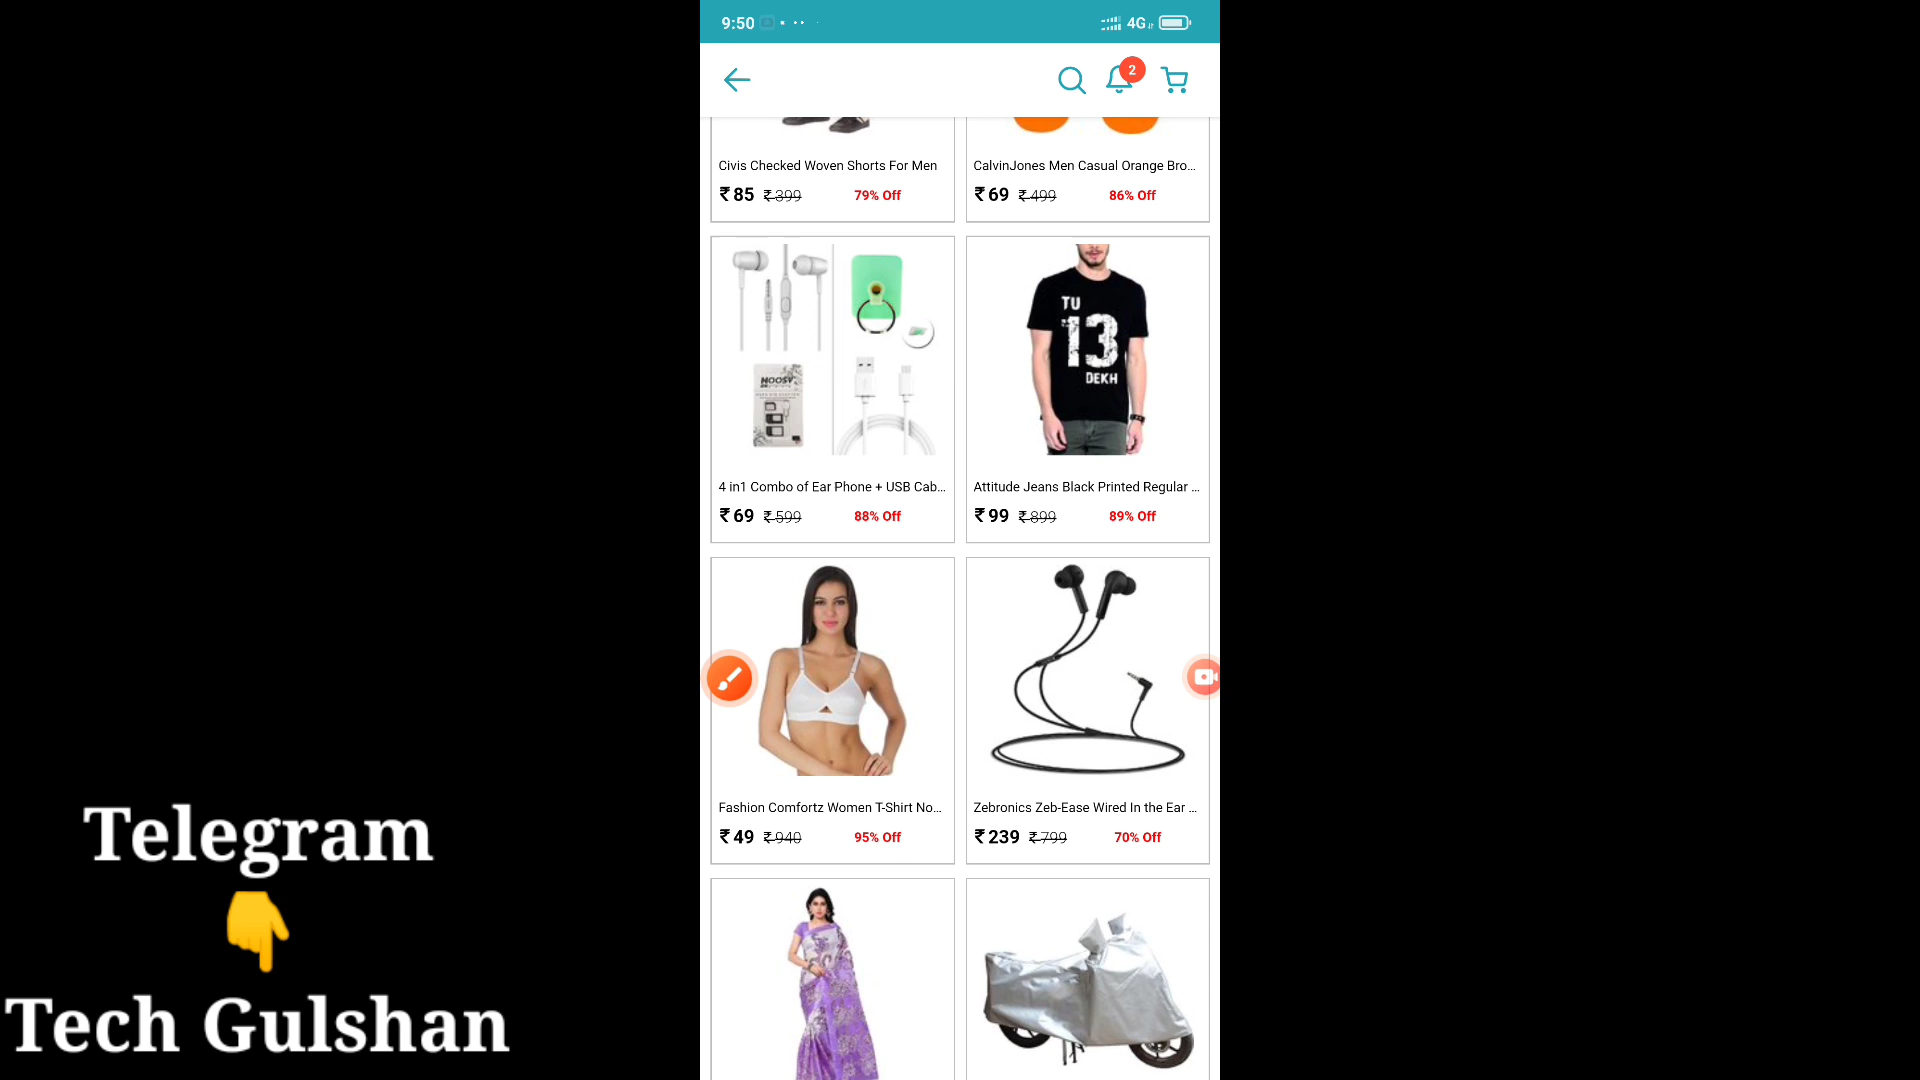 9:50
4G
2
Civis Checked Woven Shorts For Men
₹85 ₹399 79% Off
CalvinJones Men Casual Orange Bro...
₹69 ₹499 86% Off
NOOSY
TU
13
DEKH
4 in1 Combo of Ear Phone + USB Cab...
₹69 ₹599 88% Off
Attitude Jeans Black Printed Regular ...
₹99 ₹899 89% Off
Fashion Comfortz Women T-Shirt No...
₹49 ₹940 95% Off
Zebronics Zeb-Ease Wired In the Ear ...
₹239 ₹799 70% Off
Telegram
Tech Gulshan